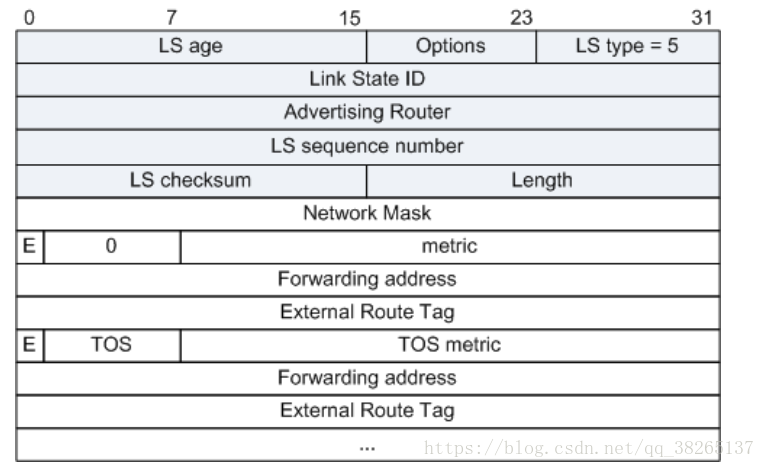 0 7 15 23 31
LS age Options LS type = 5
Link State ID
Advertising Router
LS sequence number
LS checksum Length
Network Mask
E 0 metric
Forwarding address
External Route Tag
E TOS TOS metric
Forwarding address
External Route Tag
...
https://blog.csdn.net/qq_38265137